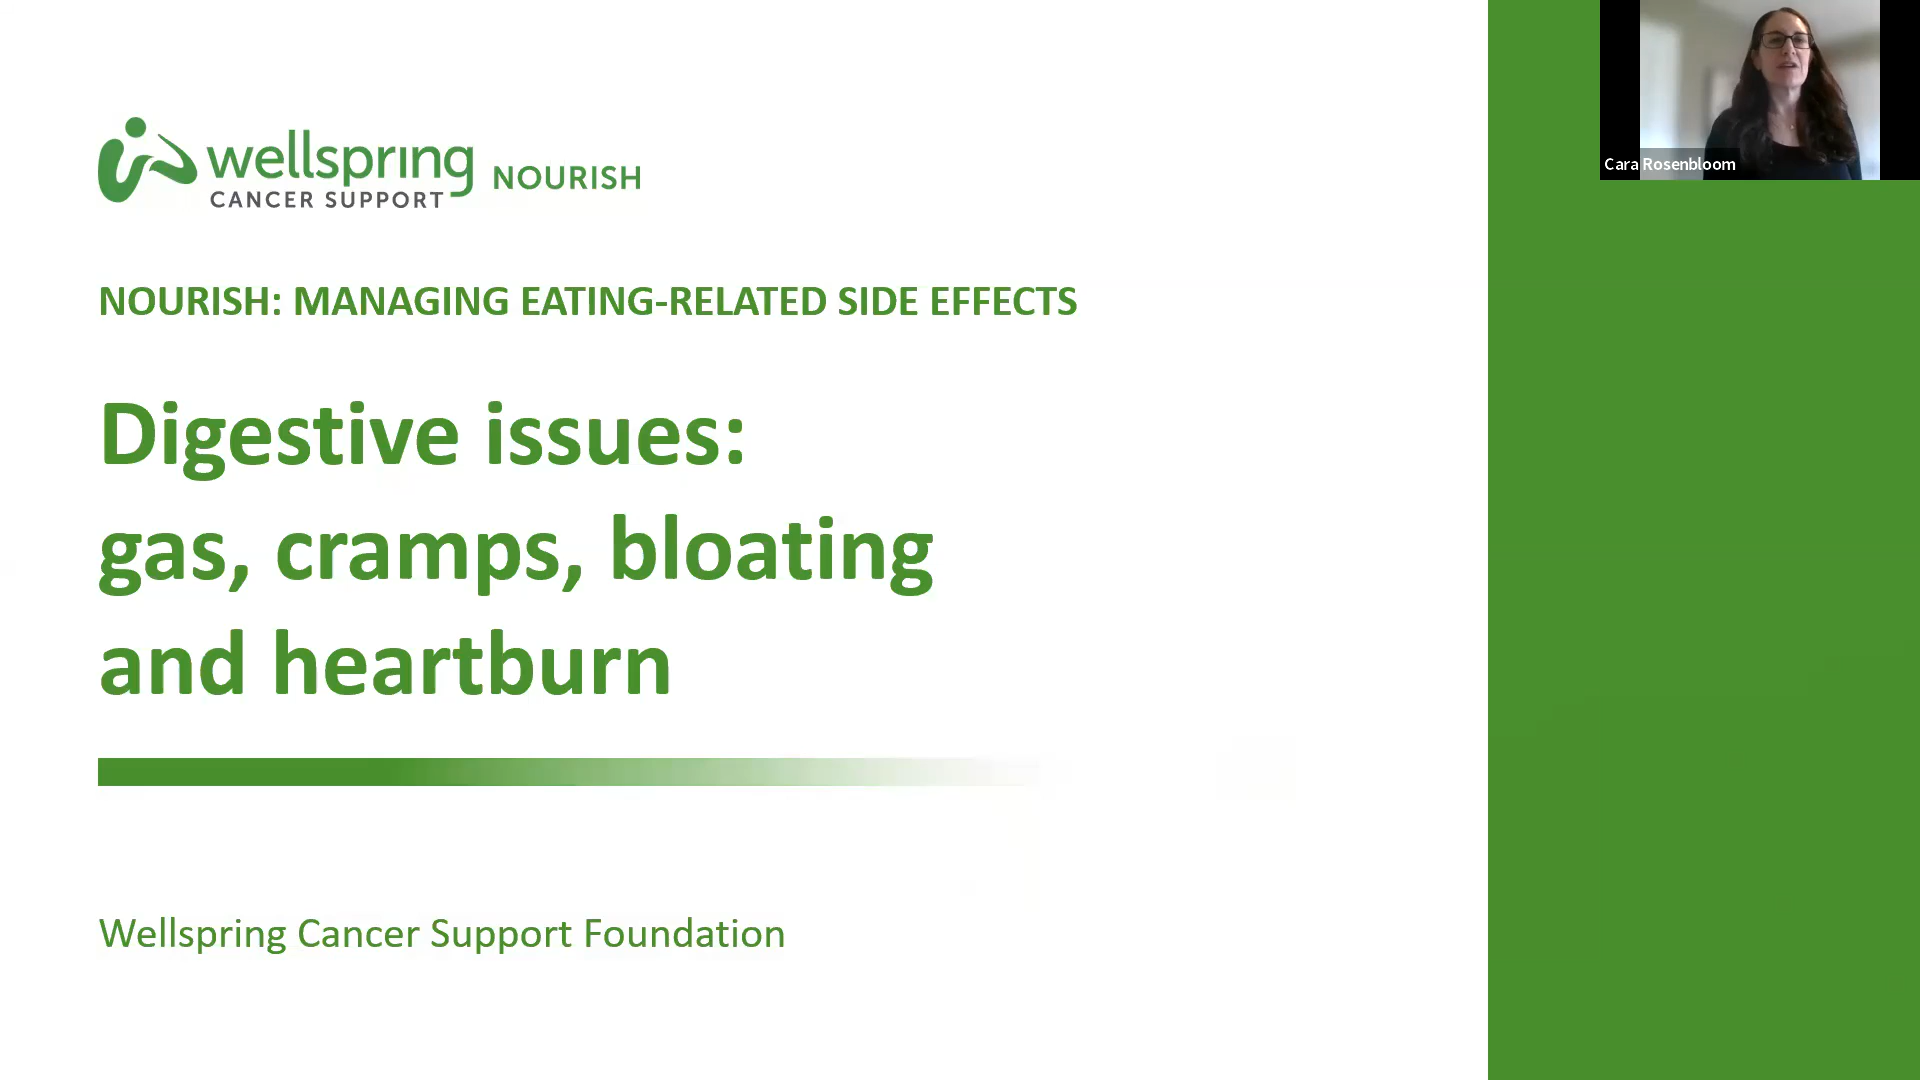 wellspring NOURISH
CANCER SUPPORT
NOURISH: MANAGING EATING-RELATED SIDE EFFECTS
Digestive issues:
gas, cramps, bloating
and heartburn
Wellspring Cancer Support Foundation
Cara Rosenbloom